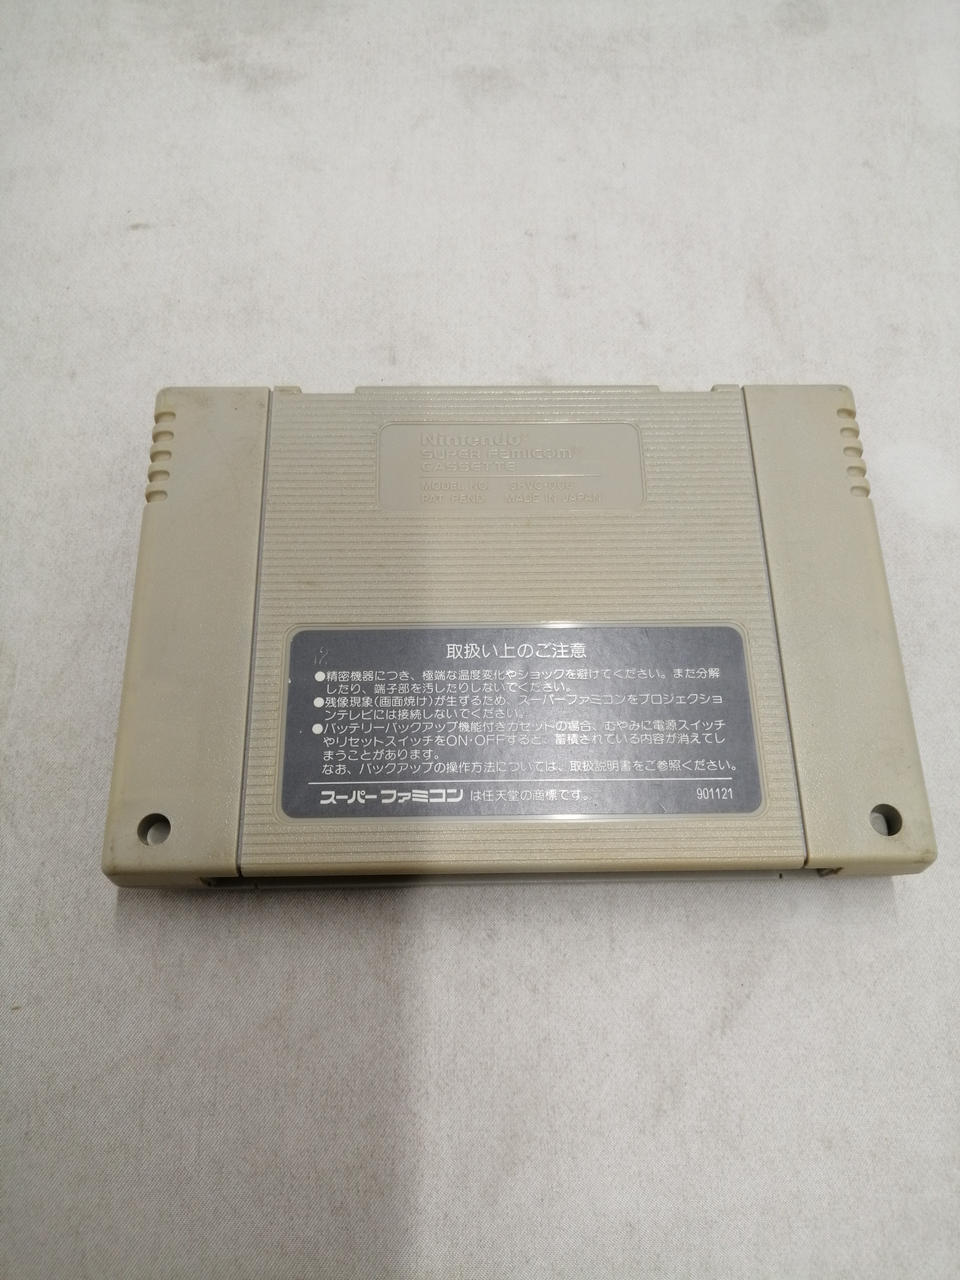 Nintendo
SUPER Famicom
CASSETTE
MODEL NO. SHVC-006
PAT. PEND. MADE IN JAPAN
12
取扱い上のご注意
●精密機器につき、極端な温度変化やショックを避けてください。また分解
したり、端子部を汚したりしないでください。
●残像現象(画面焼け)が生ずるため、スーパーファミコンをプロジェクショ
ンテレビには接続しないでください。
●バッテリーバックアップ機能付きカセットの場合、むやみに電源スイッチ
やリセットスイッチをON・OFFすると、蓄積されている内容が消えてし
まうことがあります。
なお、バックアップの操作方法については、取扱説明書をご参照ください。
スーパーファミコン は任天堂の商標です。 901121